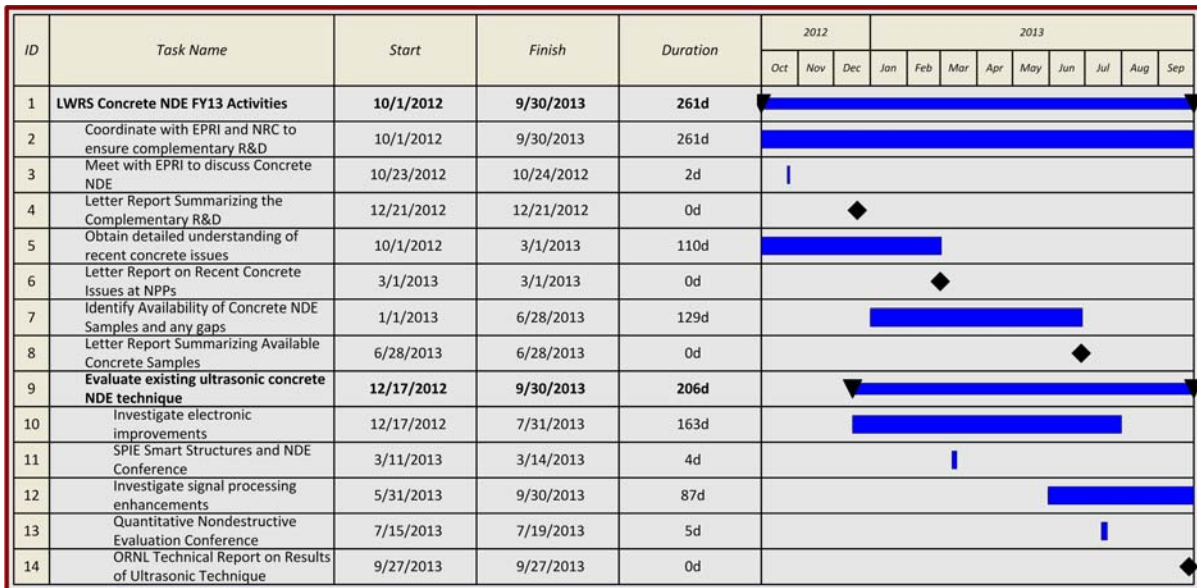 ID Task Name Start Finish Duration 2012 2013
Oct Nov Dec Jan Feb Mar Apr May Jun Jul Aug Sep
1 LWRS Concrete NDE FY13 Activities 10/1/2012 9/30/2013 261d
2 Coordinate with EPRI and NRC to
ensure complementary R&D 10/1/2012 9/30/2013 261d
3 Meet with EPRI to discuss Concrete
NDE 10/23/2012 10/24/2012 2d
4 Letter Report Summarizing the
Complementary R&D 12/21/2012 12/21/2012 0d
5 Obtain detailed understanding of
recent concrete issues 10/1/2012 3/1/2013 110d
6 Letter Report on Recent Concrete
Issues at NPPs 3/1/2013 3/1/2013 0d
7 Identify Availability of Concrete NDE
Samples and any gaps 1/1/2013 6/28/2013 129d
8 Letter Report Summarizing Available
Concrete Samples 6/28/2013 6/28/2013 0d
9 Evaluate existing ultrasonic concrete
NDE technique 12/17/2012 9/30/2013 206d
10 Investigate electronic
improvements 12/17/2012 7/31/2013 163d
11 SPIE Smart Structures and NDE
Conference 3/11/2013 3/14/2013 4d
12 Investigate signal processing
enhancements 5/31/2013 9/30/2013 87d
13 Quantitative Nondestructive
Evaluation Conference 7/15/2013 7/19/2013 5d
14 ORNL Technical Report on Results
of Ultrasonic Technique 9/27/2013 9/27/2013 0d